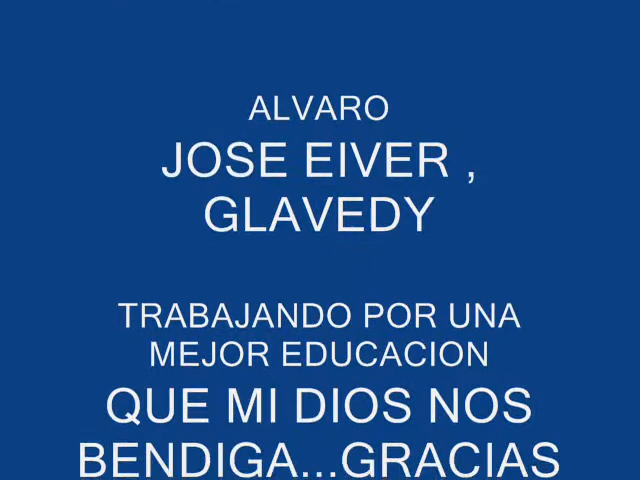 ALVARO
JOSE EIVER ,
GLAVEDY
TRABAJANDO POR UNA
MEJOR EDUCACION
QUE MI DIOS NOS
BENDIGA...GRACIAS